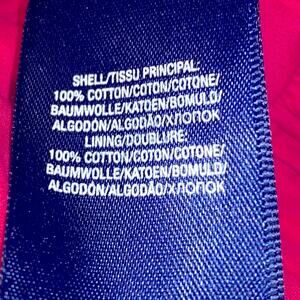 SHELL/TISSU PRINCIPAL:
100% COTTON/COTON/COTONE/
BAUMWOLLE/KATOEN/BOMULD/
ALGODÓN/ALGODÃO/ХЛОПОК
LINING/DOUBLURE:
100% COTTON/COTON/COTONE/
BAUMWOLLE/KATOEN/BOMULD/
ALGODÓN/ALGODÃO/ХЛОПОК